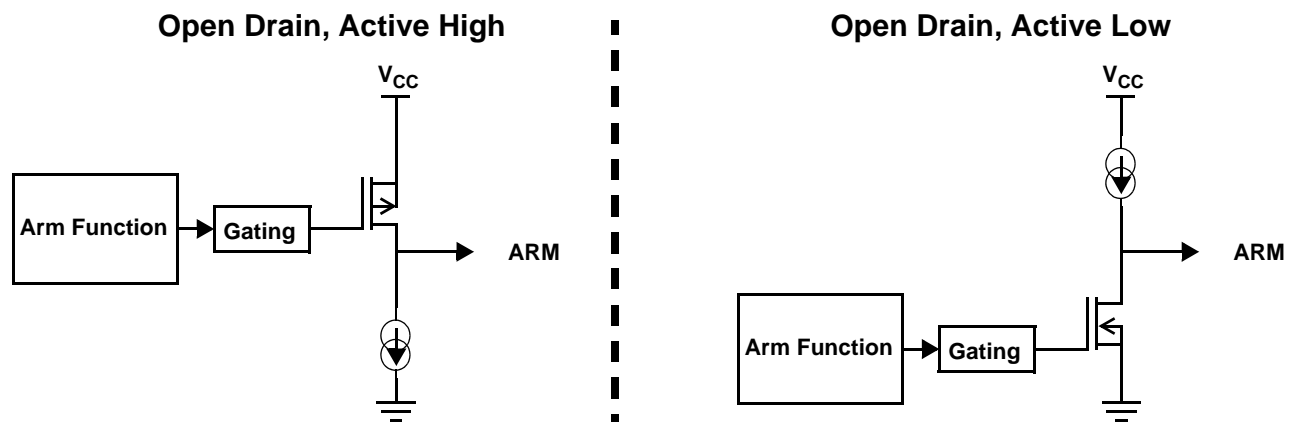 Open Drain, Active High
VCC
Arm Function
Gating
ARM
Open Drain, Active Low
VCC
ARM
Arm Function
Gating